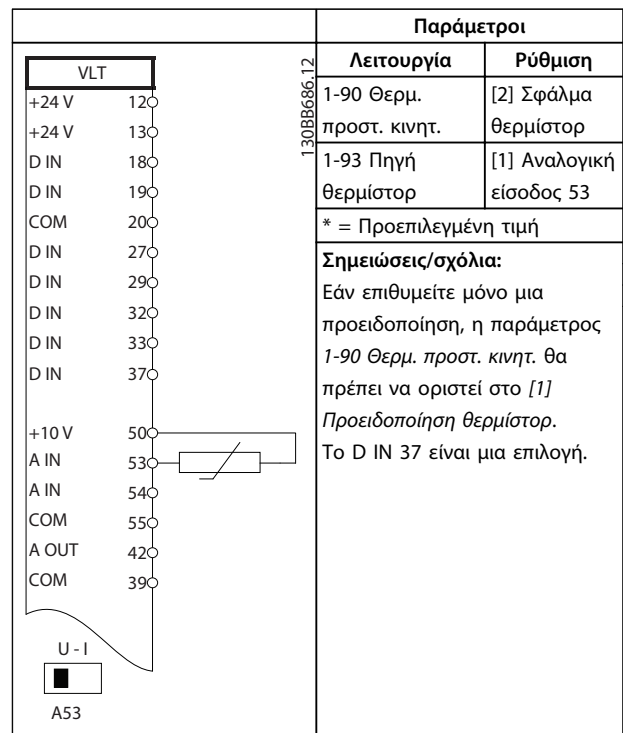 VLT
+24 V 12
+24 V 13
D IN 18
D IN 19
COM 20
D IN 27
D IN 29
D IN 32
D IN 33
D IN 37
+10 V 50
A IN 53
A IN 54
COM 55
A OUT 42
COM 39
U - I
A53
130BB686.12
Παράμετροι
Λειτουργία Ρύθμιση
1-90 Θερμ. [2] Σφάλμα
προστ. κινητ. θερμίστορ
1-93 Πηγή [1] Αναλογική
θερμίστορ είσοδος 53
* = Προεπιλεγμένη τιμή
Σημειώσεις/σχόλια:
Εάν επιθυμείτε μόνο μια
προειδοποίηση, η παράμετρος
1-90 Θερμ. προστ. κινητ. θα
πρέπει να οριστεί στο [1]
Προειδοποίηση θερμίστορ.
Το D IN 37 είναι μια επιλογή.